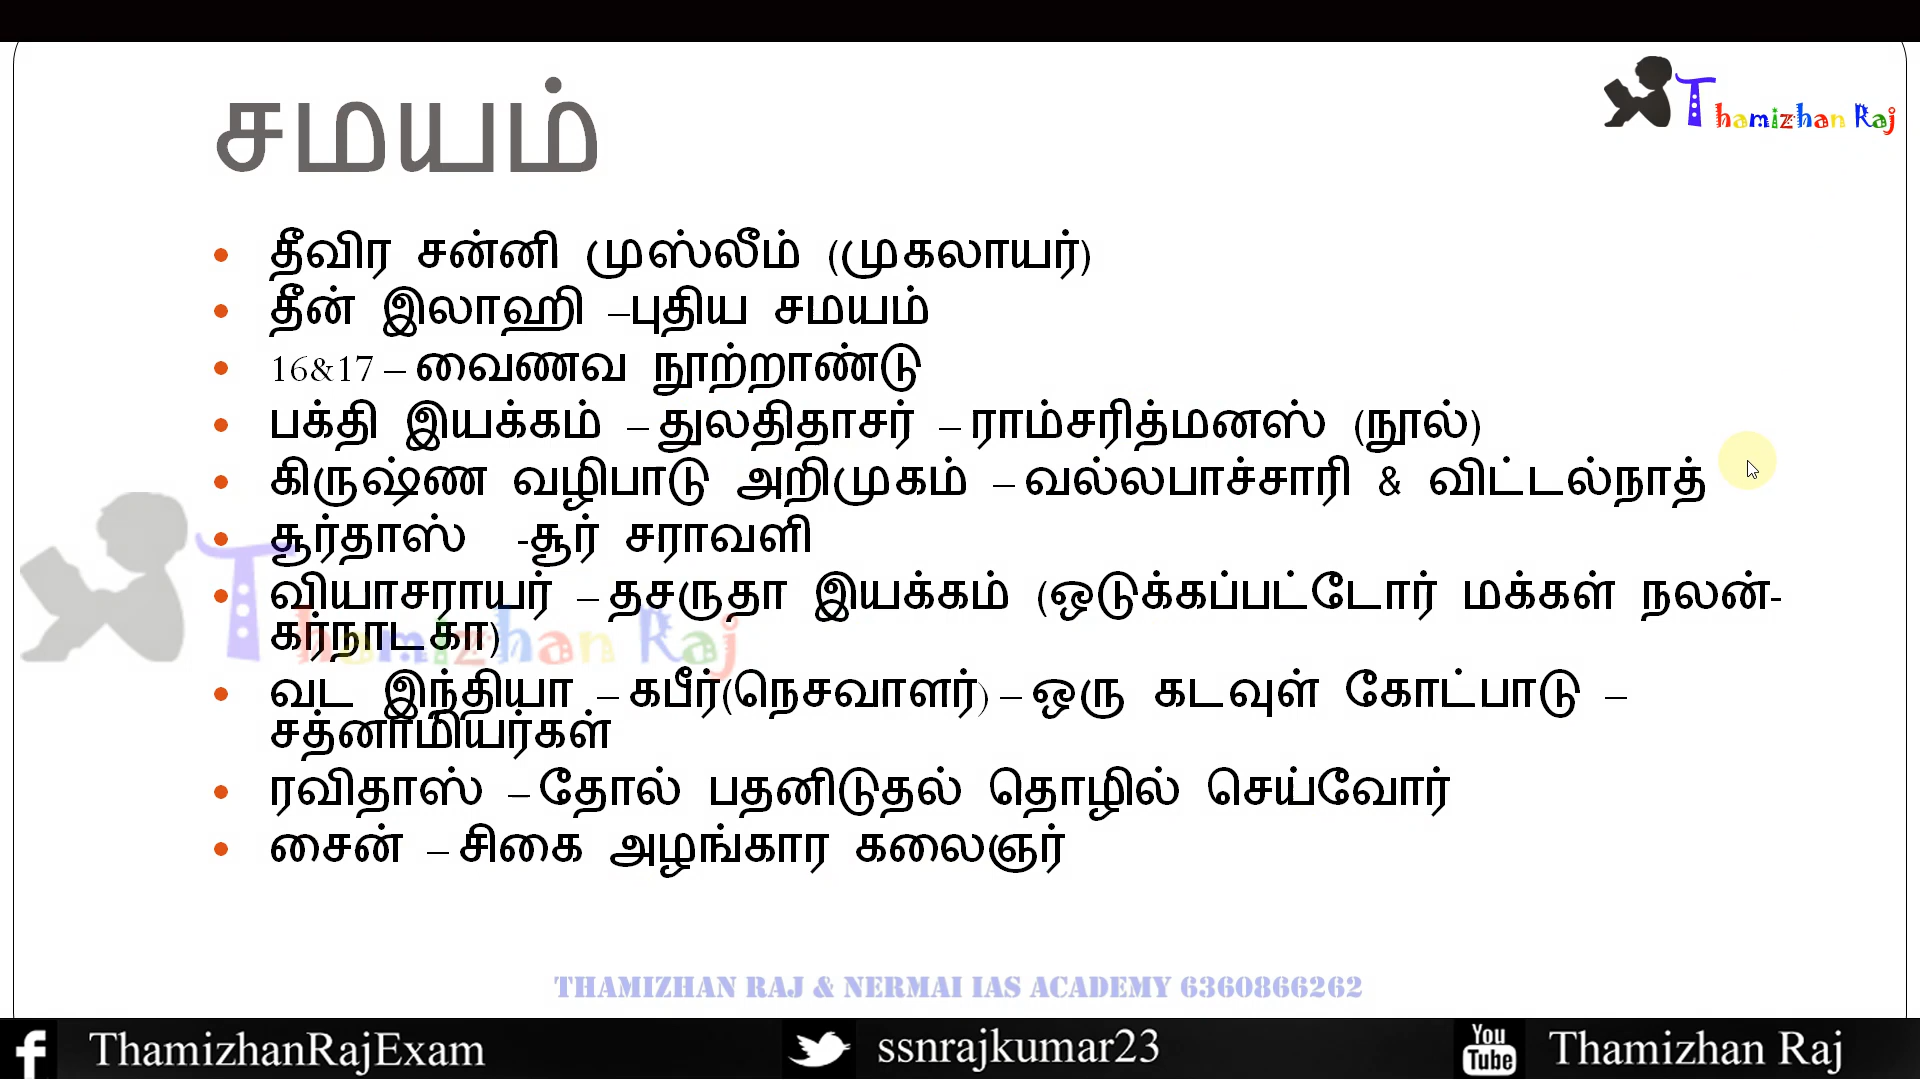 சமயம்
Thamizhan Raj
தீவிர சன்னி முஸ்லீம் (முகலாயர்)
தீன் இலாஹி –புதிய சமயம்
16&17 – வைணவ நூற்றாண்டு
பக்தி இயக்கம் – துலதிதாசர் – ராம்சரித்மனஸ் (நூல்)
கிருஷ்ண வழிபாடு அறிமுகம் – வல்லபாச்சாரி & விட்டல்நாத்
சூர்தாஸ் -சூர் சராவளி
வியாசராயர் – தசருதா இயக்கம் (ஒடுக்கப்பட்டோர் மக்கள் நலன்-
கர்நாடகா)
Thamizhan Raj
வட இந்தியா – கபீர்(நெசவாளர்) – ஒரு கடவுள் கோட்பாடு –
சத்னாமியர்கள்
ரவிதாஸ் – தோல் பதனிடுதல் தொழில் செய்வோர்
சைன் – சிகை அழங்கார கலைஞர்
THAMIZHAN RAJ & NERMAI IAS ACADEMY 6360866262
f ThamizhanRajExam
ssnrajkumar23
You Tube Thamizhan Raj